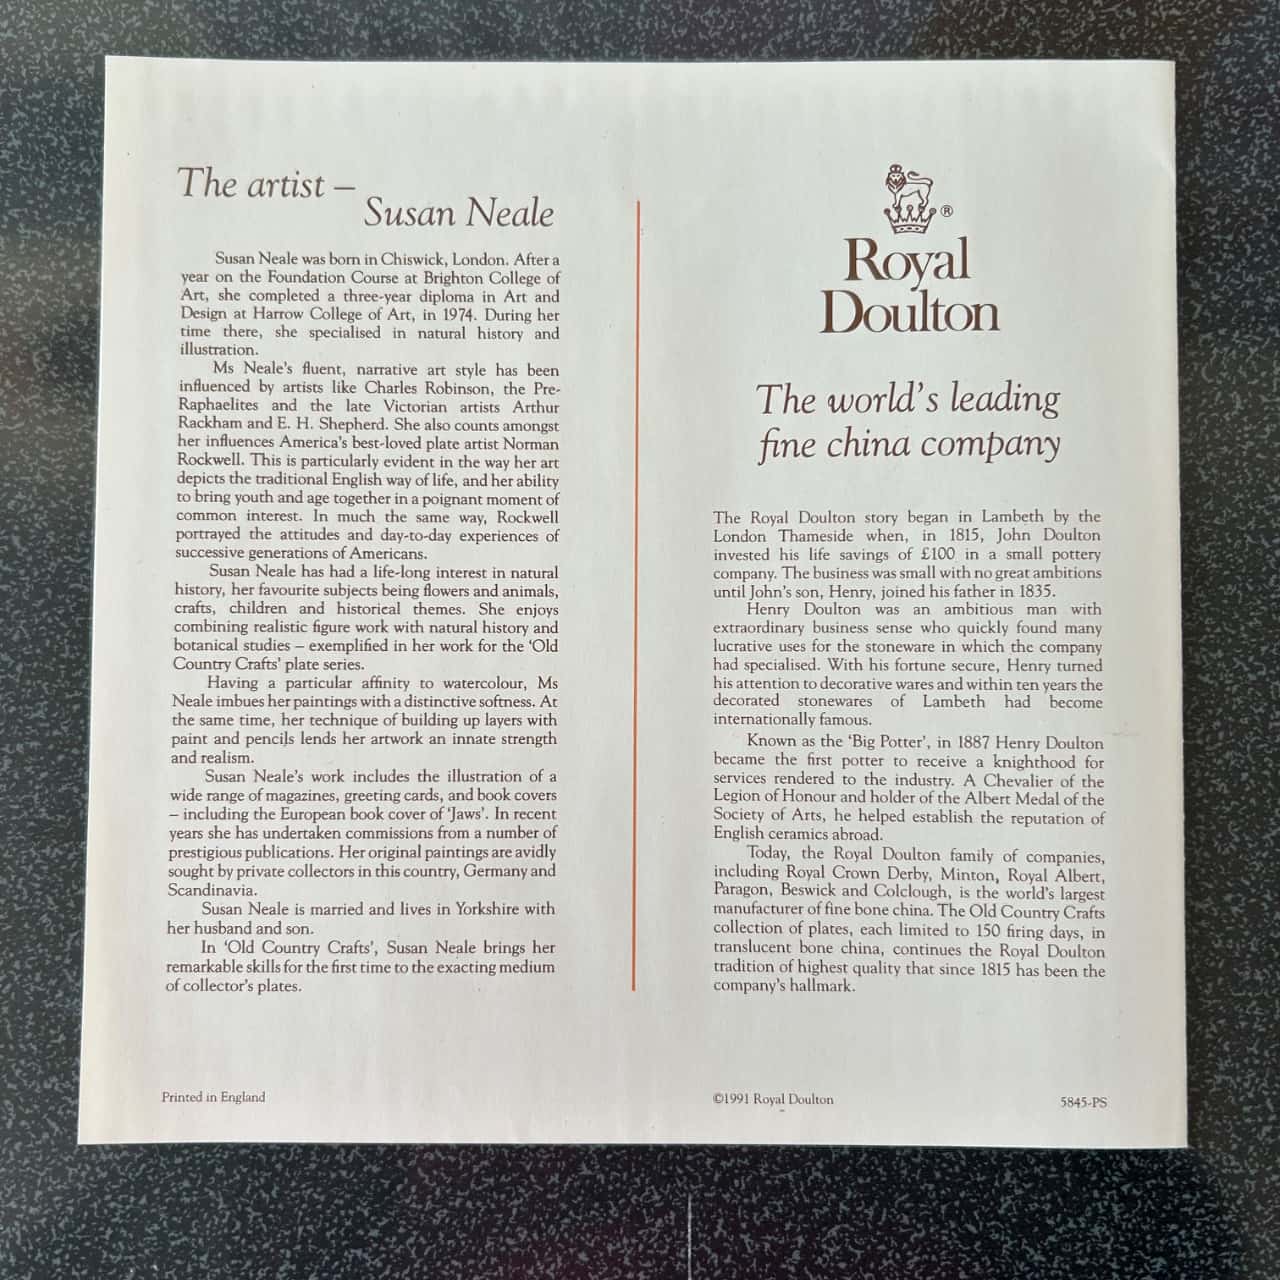 The artist –
Susan Neale
Susan Neale was born in Chiswick, London. After a
year on the Foundation Course at Brighton College of
Art, she completed a three-year diploma in Art and
Design at Harrow College of Art, in 1974. During her
time there, she specialised in natural history and
illustration.
Ms Neale's fluent, narrative art style has been
influenced by artists like Charles Robinson, the Pre-
Raphaelites and the late Victorian artists Arthur
Rackham and E. H. Shepherd. She also counts amongst
her influences America's best-loved plate artist Norman
Rockwell. This is particularly evident in the way her art
depicts the traditional English way of life, and her ability
to bring youth and age together in a poignant moment of
common interest. In much the same way, Rockwell
portrayed the attitudes and day-to-day experiences of
successive generations of Americans.
Susan Neale has had a life-long interest in natural
history, her favourite subjects being flowers and animals,
crafts, children and historical themes. She enjoys
combining realistic figure work with natural history and
botanical studies – exemplified in her work for the 'Old
Country Crafts' plate series.
Having a particular affinity to watercolour, Ms
Neale imbues her paintings with a distinctive softness. At
the same time, her technique of building up layers with
paint and pencils lends her artwork an innate strength
and realism.
Susan Neale's work includes the illustration of a
wide range of magazines, greeting cards, and book covers
– including the European book cover of 'Jaws'. In recent
years she has undertaken commissions from a number of
prestigious publications. Her original paintings are avidly
sought by private collectors in this country, Germany and
Scandinavia.
Susan Neale is married and lives in Yorkshire with
her husband and son.
In 'Old Country Crafts', Susan Neale brings her
remarkable skills for the first time to the exacting medium
of collector's plates.
Printed in England
®
Royal
Doulton
The world's leading
fine china company
The Royal Doulton story began in Lambeth by the
London Thameside when, in 1815, John Doulton
invested his life savings of £100 in a small pottery
company. The business was small with no great ambitions
until John's son, Henry, joined his father in 1835.
Henry Doulton was an ambitious man with
extraordinary business sense who quickly found many
lucrative uses for the stoneware in which the company
had specialised. With his fortune secure, Henry turned
his attention to decorative wares and within ten years the
decorated stonewares of Lambeth had become
internationally famous.
Known as the 'Big Potter', in 1887 Henry Doulton
became the first potter to receive a knighthood for
services rendered to the industry. A Chevalier of the
Legion of Honour and holder of the Albert Medal of the
Society of Arts, he helped establish the reputation of
English ceramics abroad.
Today, the Royal Doulton family of companies,
including Royal Crown Derby, Minton, Royal Albert,
Paragon, Beswick and Colclough, is the world's largest
manufacturer of fine bone china. The Old Country Crafts
collection of plates, each limited to 150 firing days, in
translucent bone china, continues the Royal Doulton
tradition of highest quality that since 1815 has been the
company's hallmark.
©1991 Royal Doulton
5845-PS